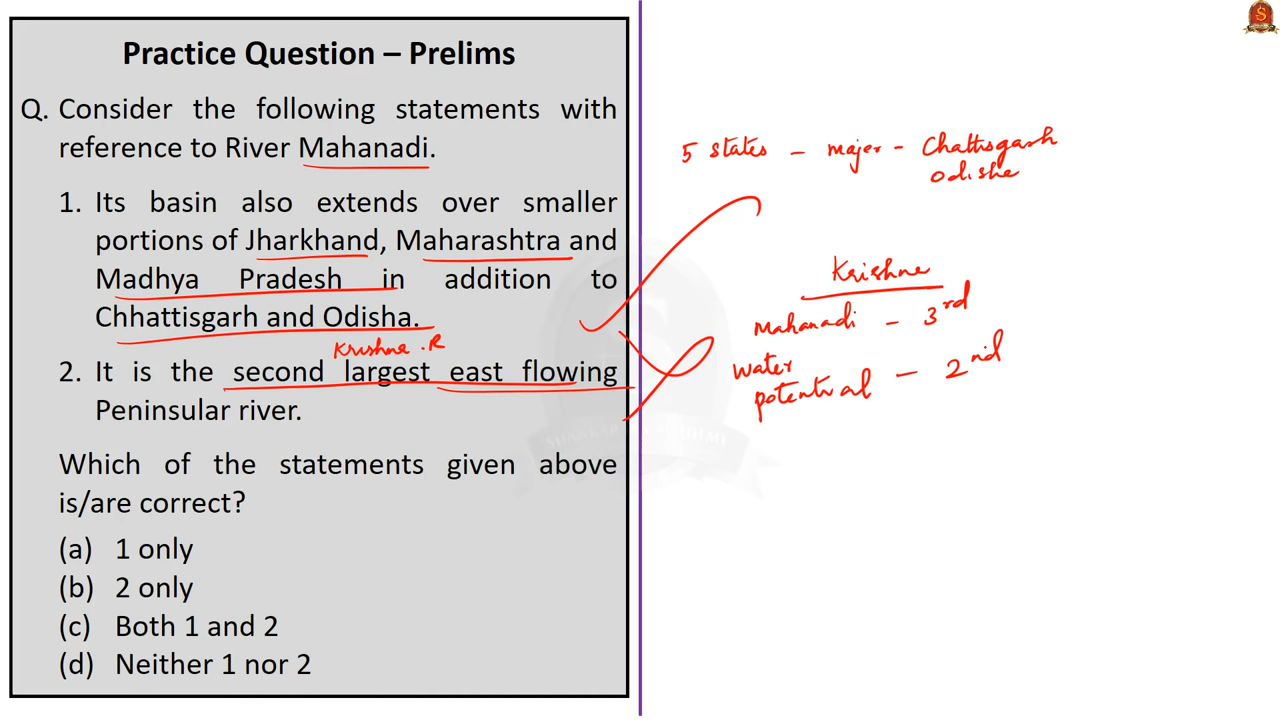 Practice Question – Prelims
Q. Consider the following statements with
reference to River Mahanadi.
1. Its basin also extends over smaller
portions of Jharkhand, Maharashtra and
Madhya Pradesh in addition to
Chhattisgarh and Odisha.
Krishne . R
2. It is the second largest east flowing
Peninsular river.
Which of the statements given above
is/are correct?
(a) 1 only
(b) 2 only
(c) Both 1 and 2
(d) Neither 1 nor 2
5 states - major - Chattisgarh
Odishe
Krishne
Mahanadi - 3rd
water
potential - 2nd